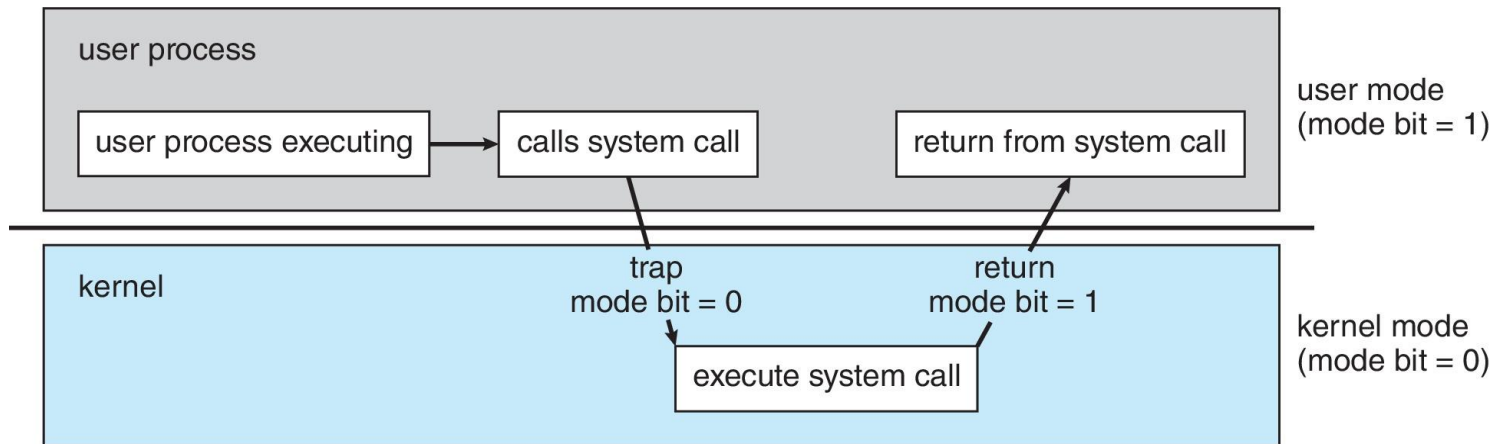 user process
user process executing
calls system call
return from system call
user mode
(mode bit = 1)
kernel
trap
mode bit = 0
return
mode bit = 1
execute system call
kernel mode
(mode bit = 0)